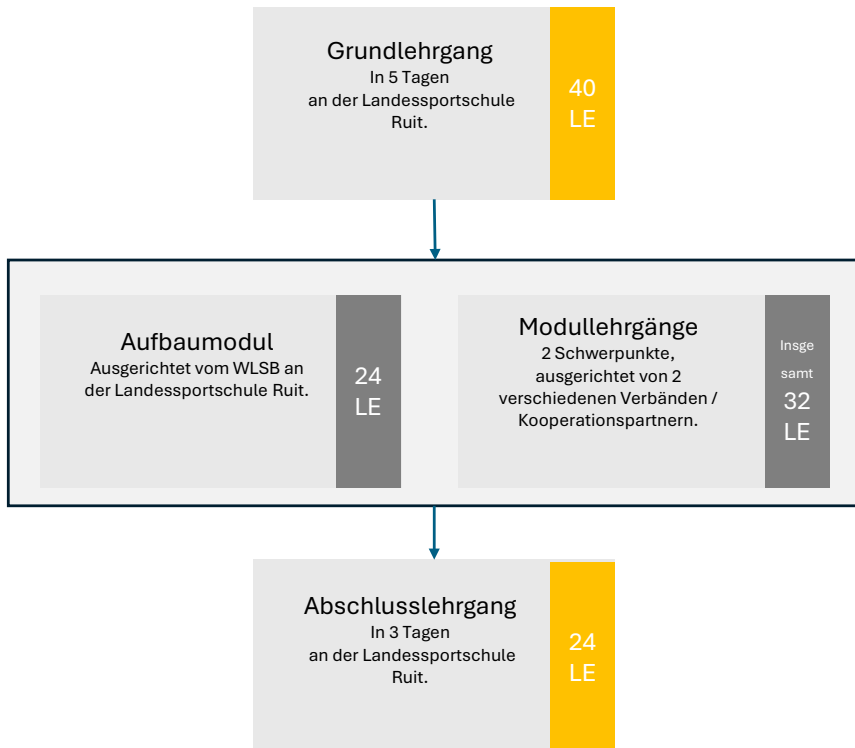 Grundlehrgang
In 5 Tagen
an der Landessportschule
Ruit.
40
LE
Aufbaumodul
Ausgerichtet vom WLSB an
der Landessportschule Ruit.
24
LE
Modullehrgänge
2 Schwerpunkte,
ausgerichtet von 2
verschiedenen Verbänden /
Kooperationspartnern.
Insge
samt
32
LE
Abschlusslehrgang
In 3 Tagen
an der Landessportschule
Ruit.
24
LE